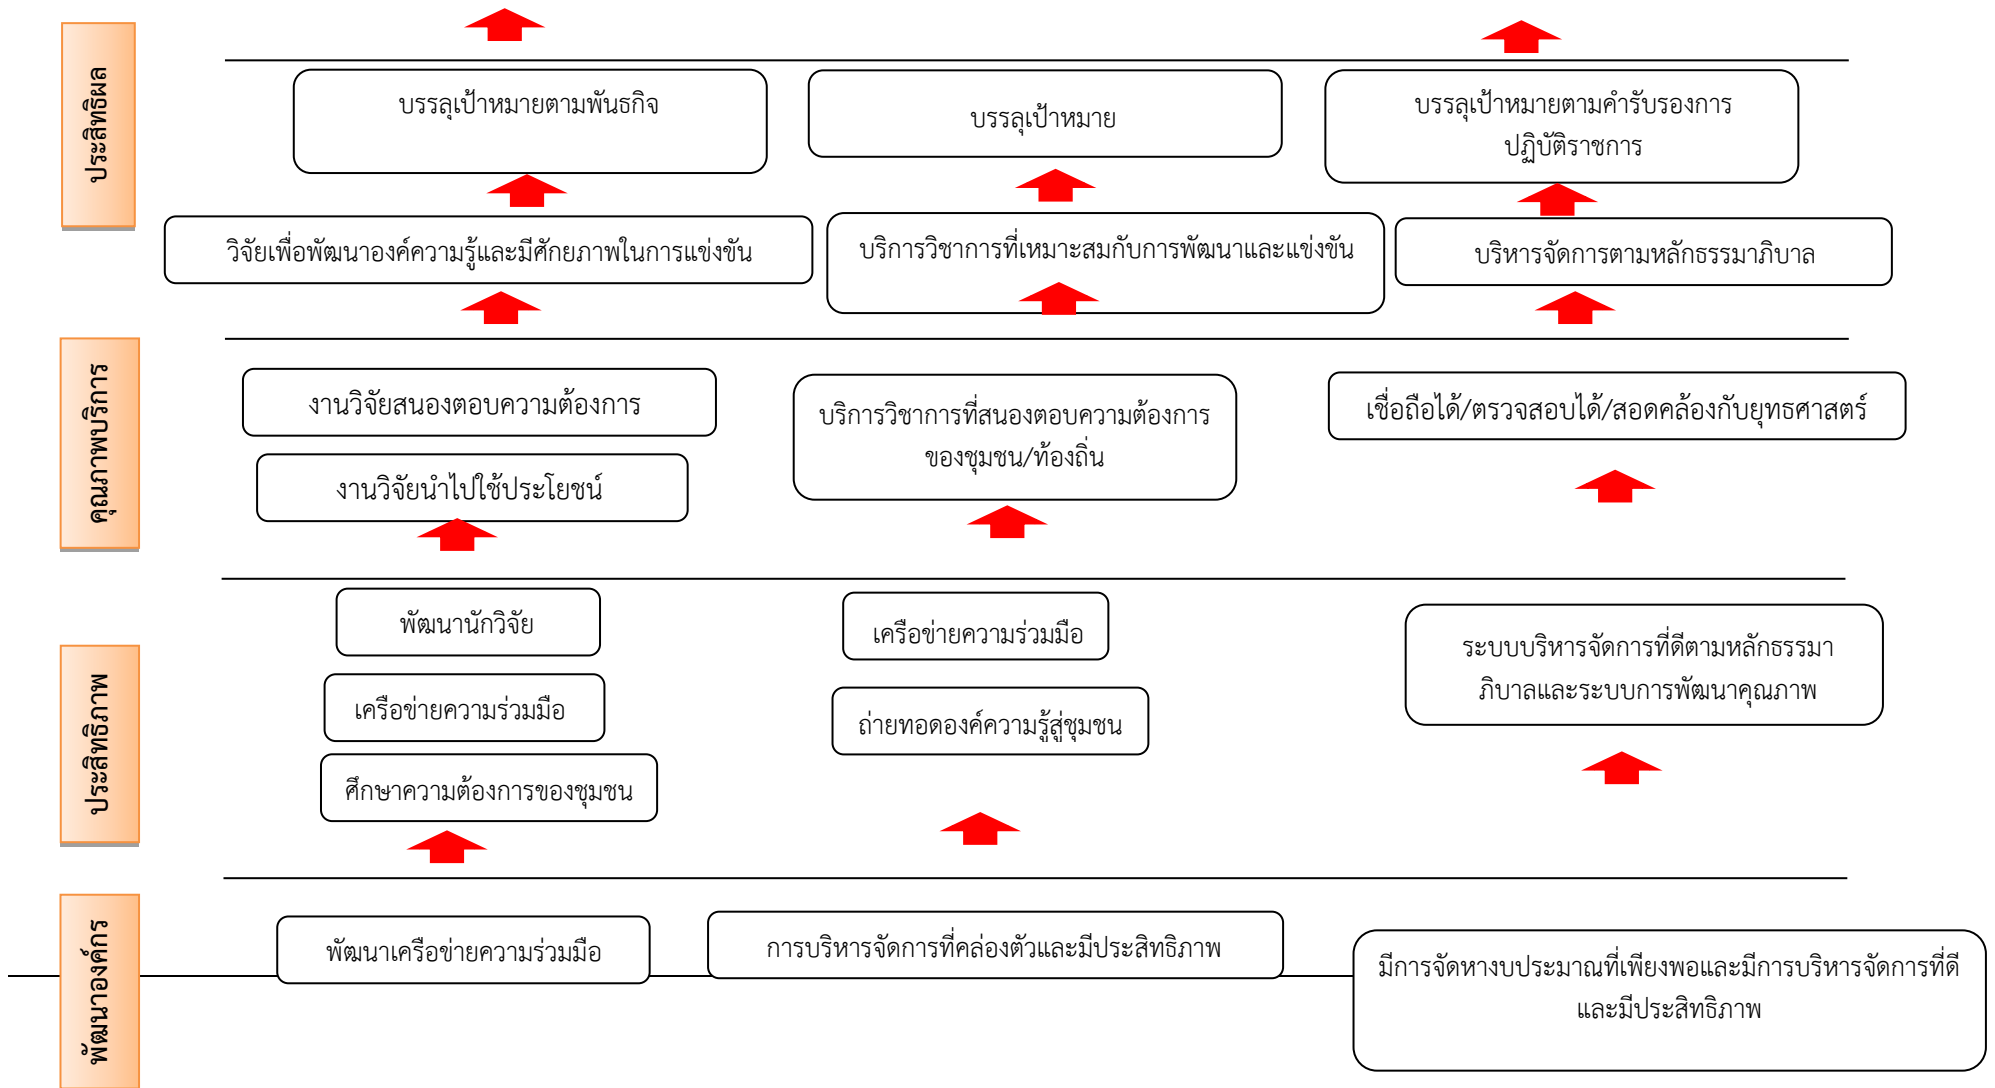 ประสิทธิผล
บรรลุเป้าหมายตามพันธกิจ
บรรลุเป้าหมาย
บรรลุเป้าหมายตามคำรับรองการ
ปฏิบัติราชการ
วิจัยเพื่อพัฒนาองค์ความรู้และมีศักยภาพในการแข่งขัน
บริการวิชาการที่เหมาะสมกับการพัฒนาและแข่งขัน
บริหารจัดการตามหลักธรรมาภิบาล
คุณภาพบริการ
งานวิจัยสนองตอบความต้องการ
งานวิจัยนำไปใช้ประโยชน์
บริการวิชาการที่สนองตอบความต้องการ
ของชุมชน/ท้องถิ่น
เชื่อถือได้/ตรวจสอบได้/สอดคล้องกับยุทธศาสตร์
ประสิทธิภาพ
พัฒนานักวิจัย
เครือข่ายความร่วมมือ
ศึกษาความต้องการของชุมชน
เครือข่ายความร่วมมือ
ถ่ายทอดองค์ความรู้สู่ชุมชน
ระบบบริหารจัดการที่ดีตามหลักธรรมา
ภิบาลและระบบการพัฒนาคุณภาพ
พัฒนาองค์กร
พัฒนาเครือข่ายความร่วมมือ
การบริหารจัดการที่คล่องตัวและมีประสิทธิภาพ
มีการจัดหางบประมาณที่เพียงพอและมีการบริหารจัดการที่ดี
และมีประสิทธิภาพ